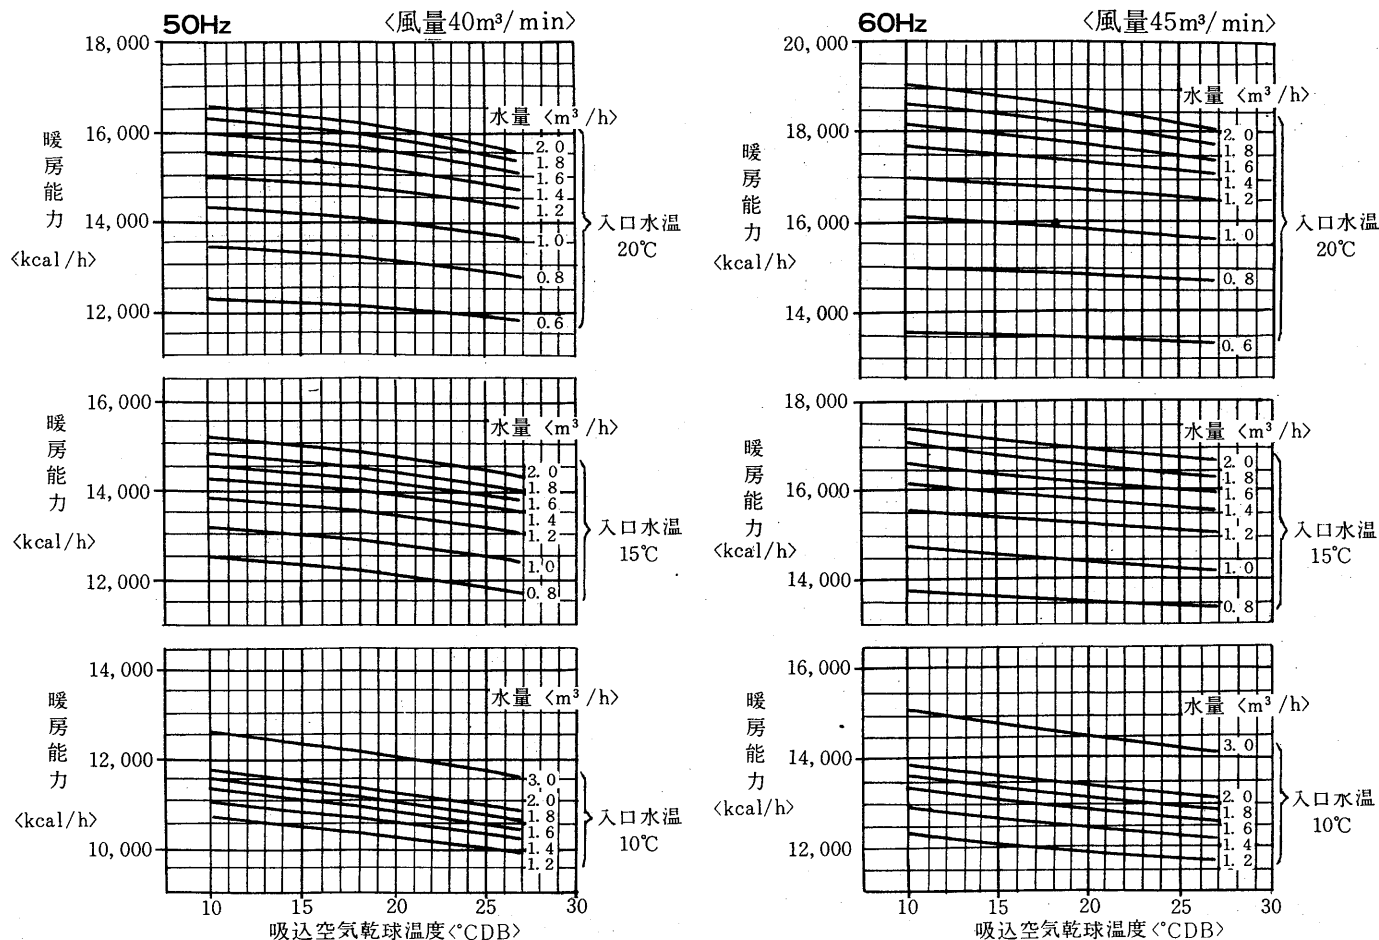 50Hz 〈風量40m³/min〉
18,000
16,000
14,000
12,000
暖房能力
〈kcal/h〉
水量〈m³/h〉
2.0
1.8
1.6
1.4
1.2
1.0
0.8
0.6
入口水温
20℃
16,000
14,000
12,000
暖房能力
〈kcal/h〉
水量〈m³/h〉
2.0
1.8
1.6
1.4
1.2
1.0
0.8
入口水温
15℃
14,000
12,000
10,000
暖房能力
〈kcal/h〉
水量〈m³/h〉
3.0
2.0
1.8
1.6
1.4
1.2
入口水温
10℃
10 15 20 25 30
吸込空気乾球温度〈℃DB〉
60Hz 〈風量45m³/min〉
20,000
18,000
16,000
14,000
暖房能力
〈kcal/h〉
水量〈m³/h〉
2.0
1.8
1.6
1.4
1.2
1.0
0.8
0.6
入口水温
20℃
18,000
16,000
14,000
暖房能力
〈kcal/h〉
水量〈m³/h〉
2.0
1.8
1.6
1.4
1.2
1.0
0.8
入口水温
15℃
16,000
14,000
12,000
暖房能力
〈kcal/h〉
水量〈m³/h〉
3.0
2.0
1.8
1.6
1.4
1.2
入口水温
10℃
10 15 20 25 30
吸込空気乾球温度〈℃DB〉